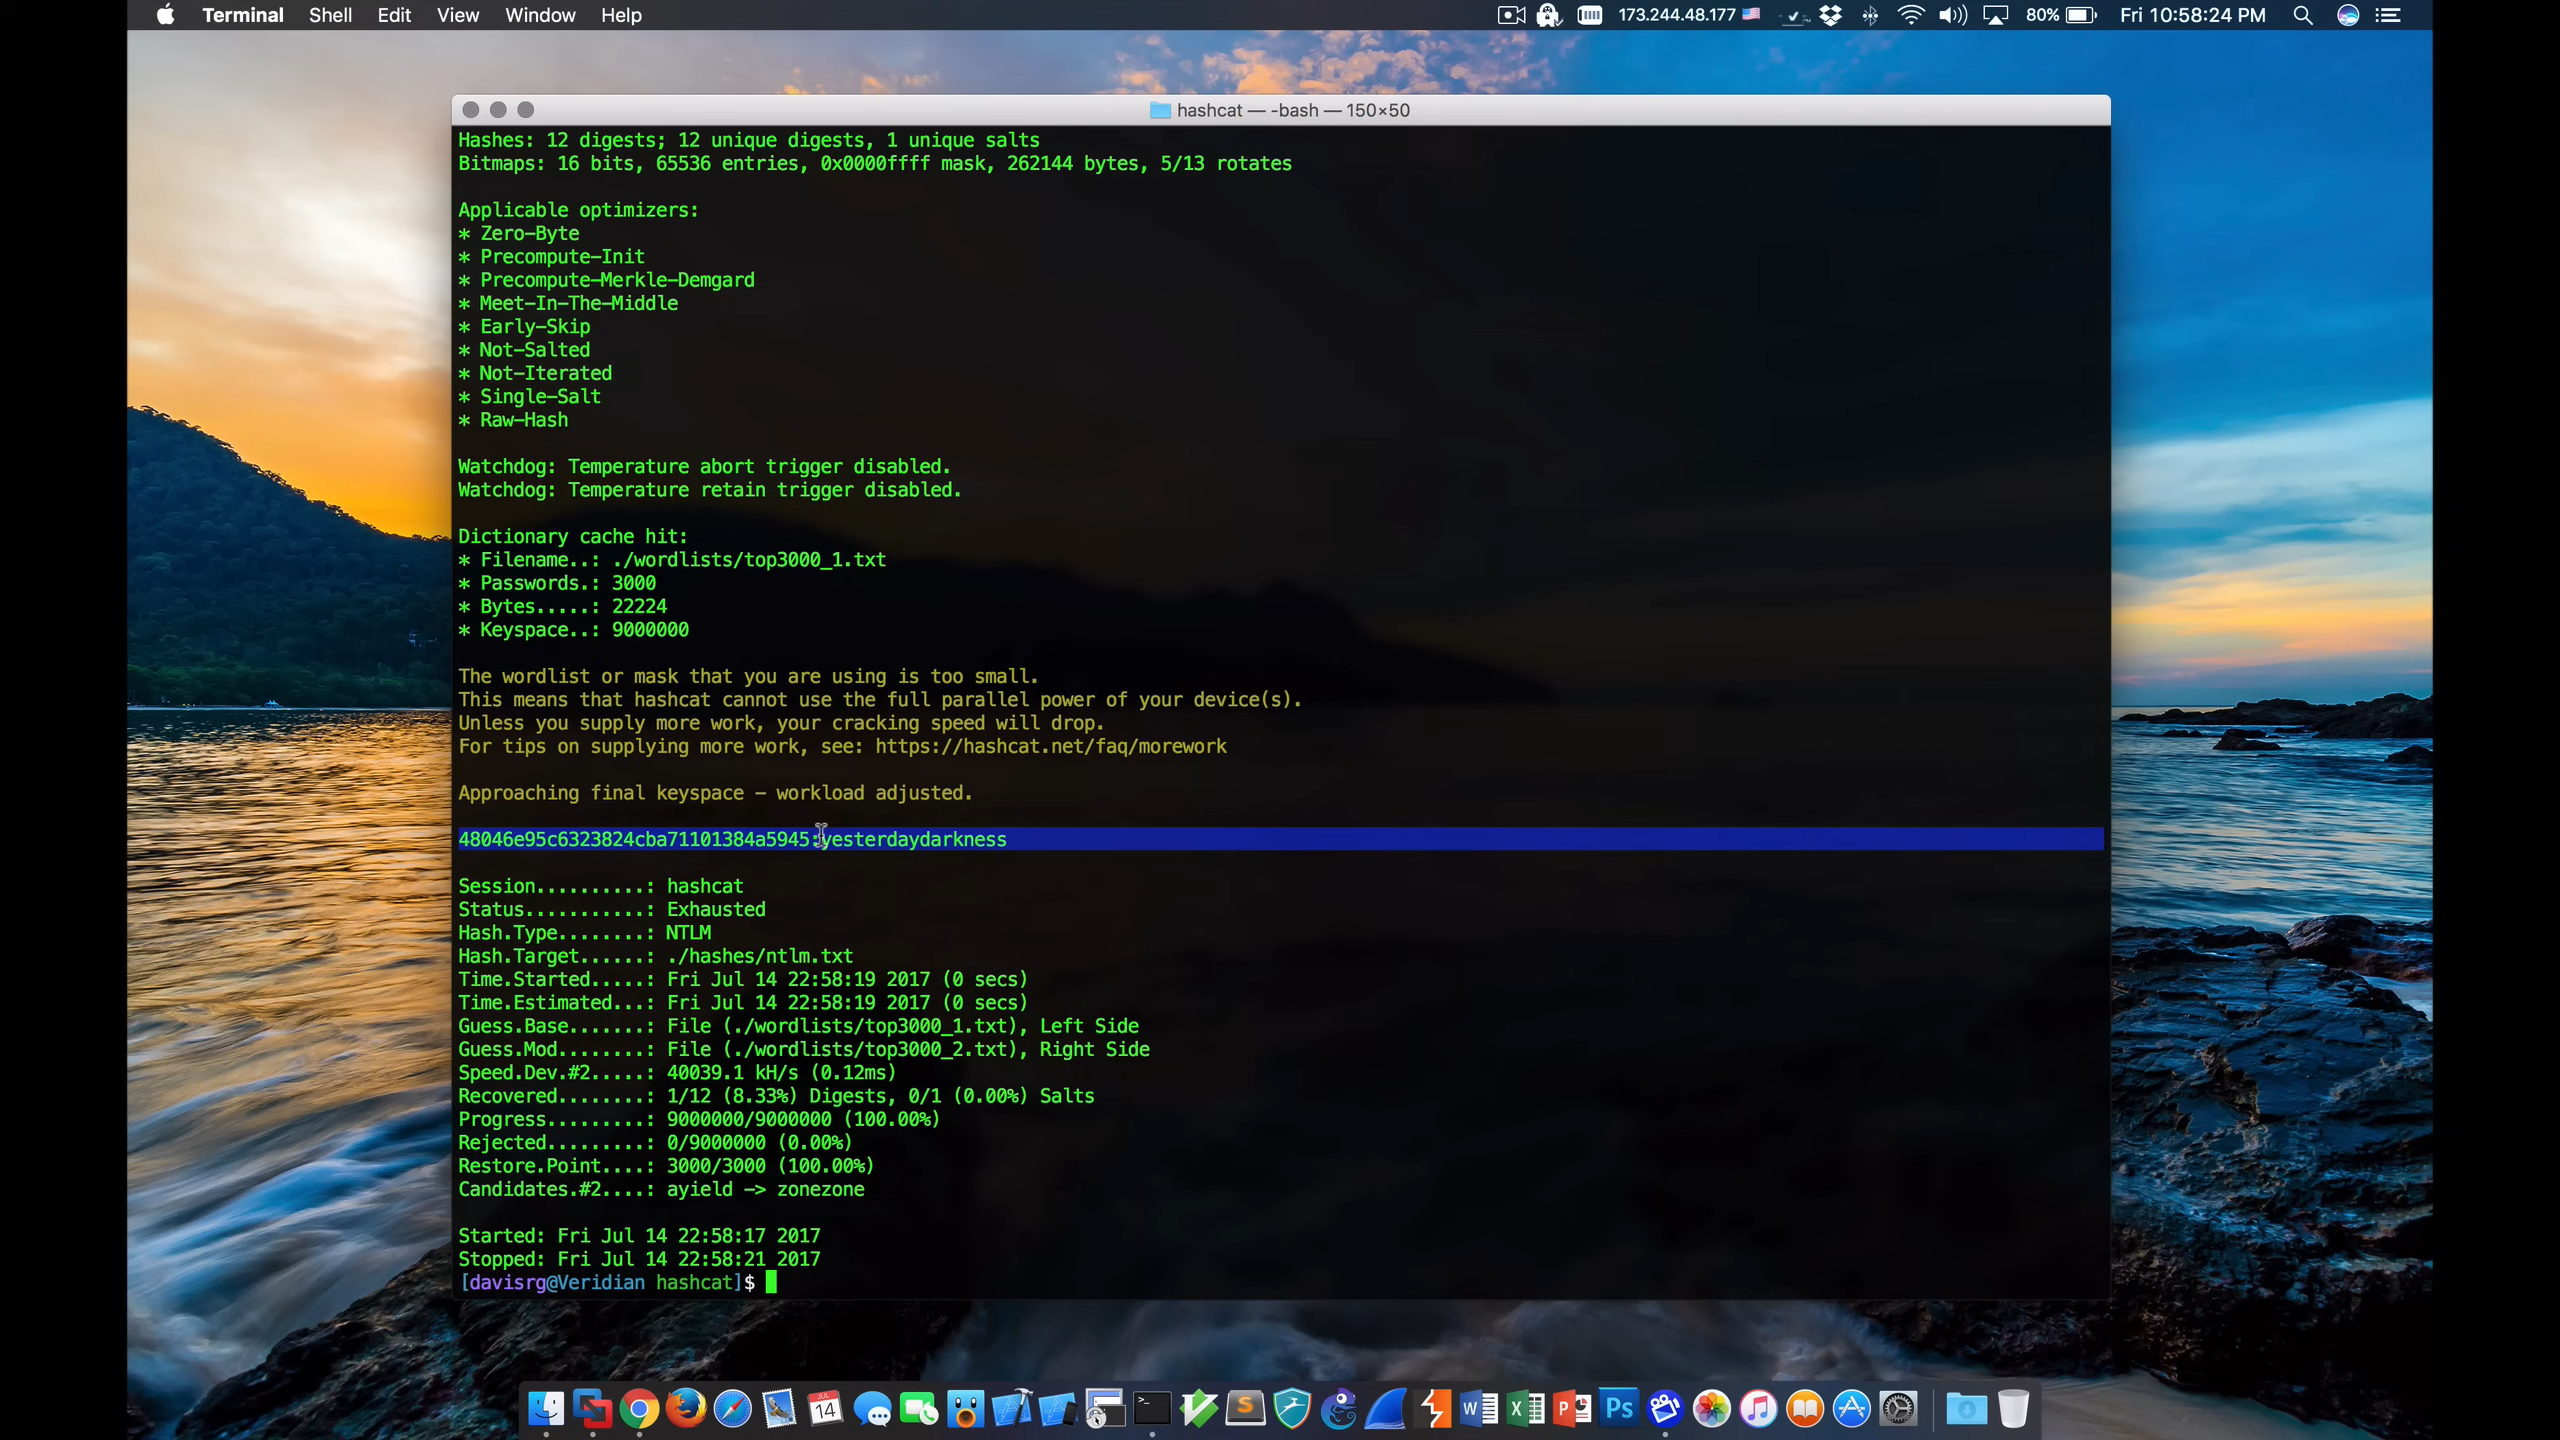 Terminal Shell Edit View Window Help 173.244.48.177 80% Fri 10:58:24 PM
hashcat — -bash — 150×50
Hashes: 12 digests; 12 unique digests, 1 unique salts
Bitmaps: 16 bits, 65536 entries, 0x0000ffff mask, 262144 bytes, 5/13 rotates
Applicable optimizers:
* Zero-Byte
* Precompute-Init
* Precompute-Merkle-Demgard
* Meet-In-The-Middle
* Early-Skip
* Not-Salted
* Not-Iterated
* Single-Salt
* Raw-Hash
Watchdog: Temperature abort trigger disabled.
Watchdog: Temperature retain trigger disabled.
Dictionary cache hit:
* Filename..: ./wordlists/top3000_1.txt
* Passwords.: 3000
* Bytes.....: 22224
* Keyspace..: 9000000
The wordlist or mask that you are using is too small.
This means that hashcat cannot use the full parallel power of your device(s).
Unless you supply more work, your cracking speed will drop.
For tips on supplying more work, see: https://hashcat.net/faq/morework
Approaching final keyspace - workload adjusted.
48046e95c6323824cba71101384a5945:yesterdaydarkness
Session..........: hashcat
Status...........: Exhausted
Hash.Type........: NTLM
Hash.Target......: ./hashes/ntlm.txt
Time.Started.....: Fri Jul 14 22:58:19 2017 (0 secs)
Time.Estimated...: Fri Jul 14 22:58:19 2017 (0 secs)
Guess.Base.......: File (./wordlists/top3000_1.txt), Left Side
Guess.Mod........: File (./wordlists/top3000_2.txt), Right Side
Speed.Dev.#2.....: 40039.1 kH/s (0.12ms)
Recovered........: 1/12 (8.33%) Digests, 0/1 (0.00%) Salts
Progress.........: 9000000/9000000 (100.00%)
Rejected.........: 0/9000000 (0.00%)
Restore.Point....: 3000/3000 (100.00%)
Candidates.#2....: ayield -> zonezone
Started: Fri Jul 14 22:58:17 2017
Stopped: Fri Jul 14 22:58:21 2017
[davisrg@Veridian hashcat]$
JUL
14
S W X P Ps